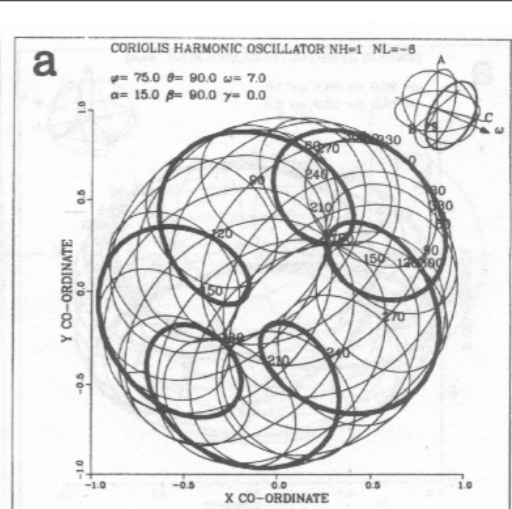 a
CORIOLIS HARMONIC OSCILLATOR NH=1 NL=-6
φ= 75.0 θ= 90.0 ω= 7.0
α= 15.0 β= 90.0 γ= 0.0
A
C
ω
1.0
0.5
0.0
-0.5
-1.0
Y CO-ORDINATE
270
330
240
0
90
210
120
150
90
150
270
240
210
-1.0 -0.5 0.0 0.5 1.0
X CO-ORDINATE